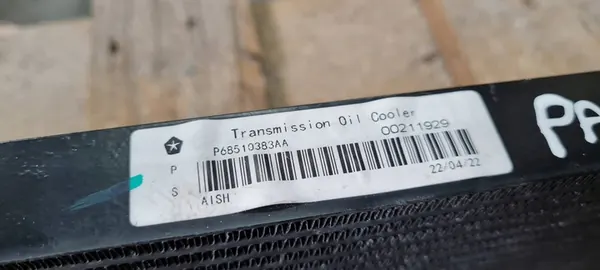 Transmission Oil Cooler
P68510383AA 00211929
P
S
AISH 22/04/22
PA